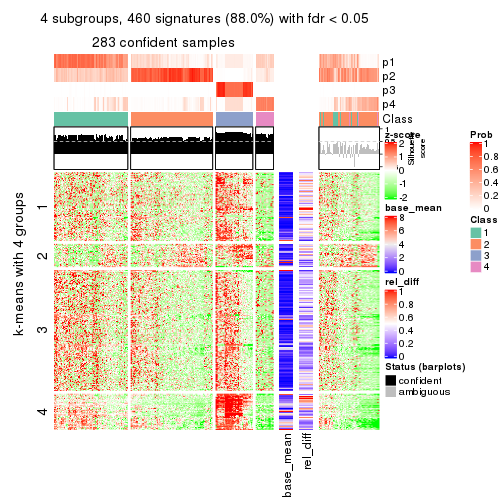 4 subgroups, 460 signatures (88.0%) with fdr < 0.05
283 confident samples
p1
p2
p3
p4
Class
1
Silhouette score
z-score
2
1
0
-1
-2
base_mean
8
6
4
2
0
rel_diff
1
0.8
0.6
0.4
0.2
0
Status (barplots)
confident
ambiguous
Prob
1
0.8
0.6
0.4
0.2
0
Class
1
2
3
4
k-means with 4 groups
1
2
3
4
base_mean
rel_diff